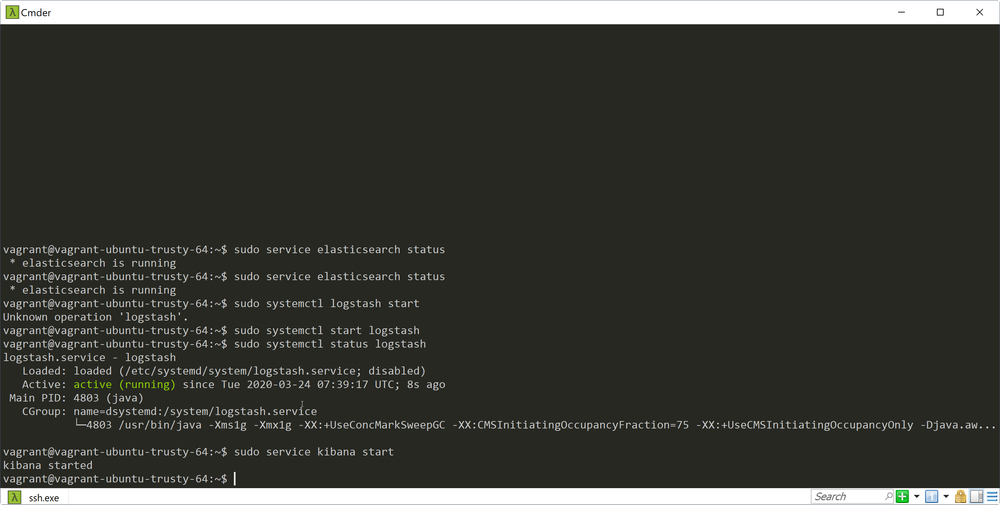 Cmder
vagrant@vagrant-ubuntu-trusty-64:~$ sudo service elasticsearch status
 * elasticsearch is running
vagrant@vagrant-ubuntu-trusty-64:~$ sudo service elasticsearch status
 * elasticsearch is running
vagrant@vagrant-ubuntu-trusty-64:~$ sudo systemctl logstash start
Unknown operation 'logstash'.
vagrant@vagrant-ubuntu-trusty-64:~$ sudo systemctl start logstash
vagrant@vagrant-ubuntu-trusty-64:~$ sudo systemctl status logstash
logstash.service - logstash
   Loaded: loaded (/etc/systemd/system/logstash.service; disabled)
   Active: active (running) since Tue 2020-03-24 07:39:17 UTC; 8s ago
 Main PID: 4803 (java)
   CGroup: name=dsystemd:/system/logstash.service
           └─4803 /usr/bin/java -Xms1g -Xmx1g -XX:+UseConcMarkSweepGC -XX:CMSInitiatingOccupancyFraction=75 -XX:+UseCMSInitiatingOccupancyOnly -Djava.aw...
vagrant@vagrant-ubuntu-trusty-64:~$ sudo service kibana start
kibana started
vagrant@vagrant-ubuntu-trusty-64:~$
ssh.exe
Search
1